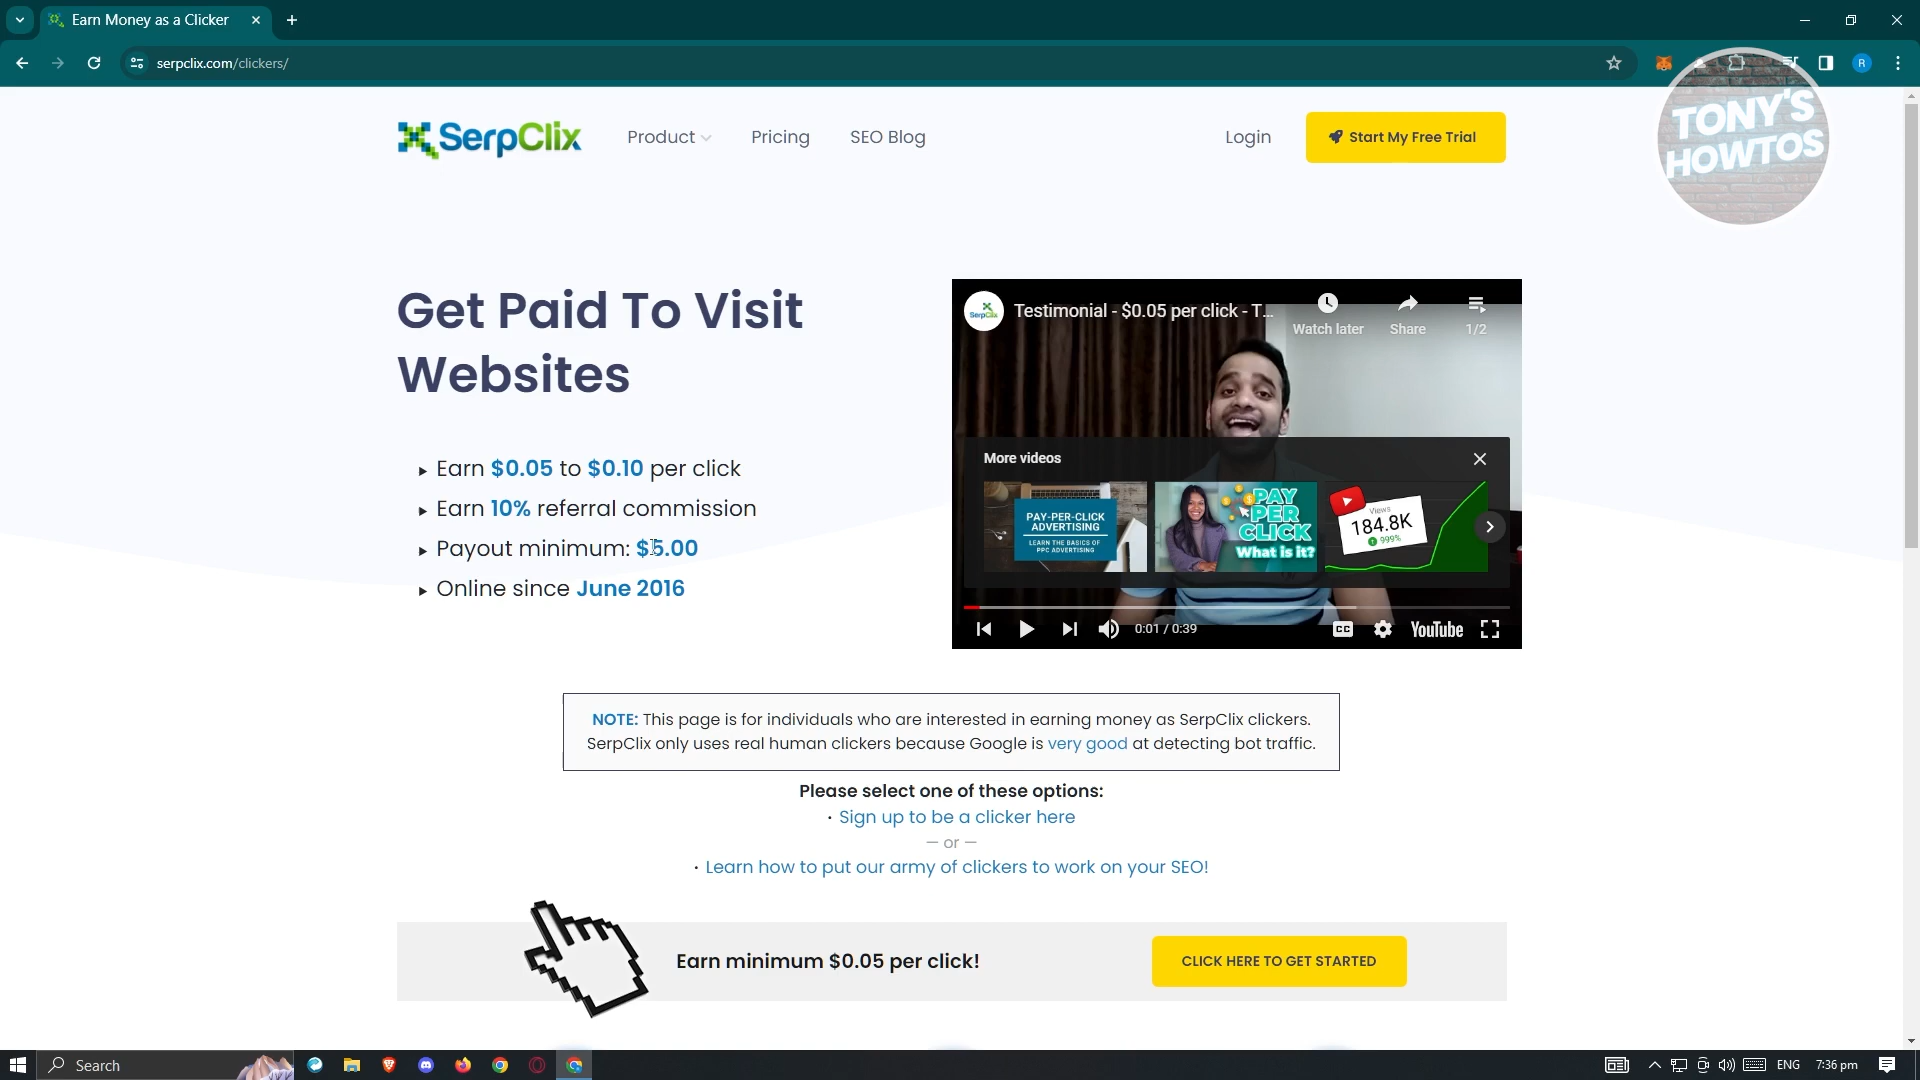 Earn Money as a Clicker
serpclix.com/clickers/
R
TONY'S
HOWTOS
SerpClix
Product
Pricing
SEO Blog
Login
Start My Free Trial
Get Paid To Visit
Websites
Earn $0.05 to $0.10 per click
Earn 10% referral commission
Payout minimum: $5.00
Online since June 2016
SerpClix
Testimonial - $0.05 per click - T...
Watch later
Share
1/2
More videos
PAY-PER-CLICK
ADVERTISING
LEARN THE BASICS OF
PPC ADVERTISING
PAY
PER
CLICK
What is it?
Views
184.8K
999%
0:01 / 0:39
CC
YouTube
NOTE: This page is for individuals who are interested in earning money as SerpClix clickers.
SerpClix only uses real human clickers because Google is very good at detecting bot traffic.
Please select one of these options:
• Sign up to be a clicker here
— or —
• Learn how to put our army of clickers to work on your SEO!
Earn minimum $0.05 per click!
CLICK HERE TO GET STARTED
Search
ENG
7:36 pm